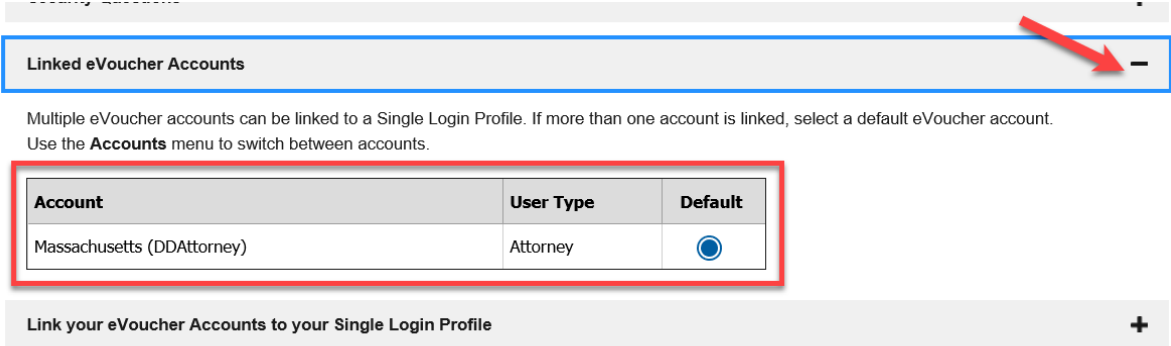 Linked eVoucher Accounts
Multiple eVoucher accounts can be linked to a Single Login Profile. If more than one account is linked, select a default eVoucher account.
Use the Accounts menu to switch between accounts.
Account User Type Default
Massachusetts (DDAttorney) Attorney
Link your eVoucher Accounts to your Single Login Profile